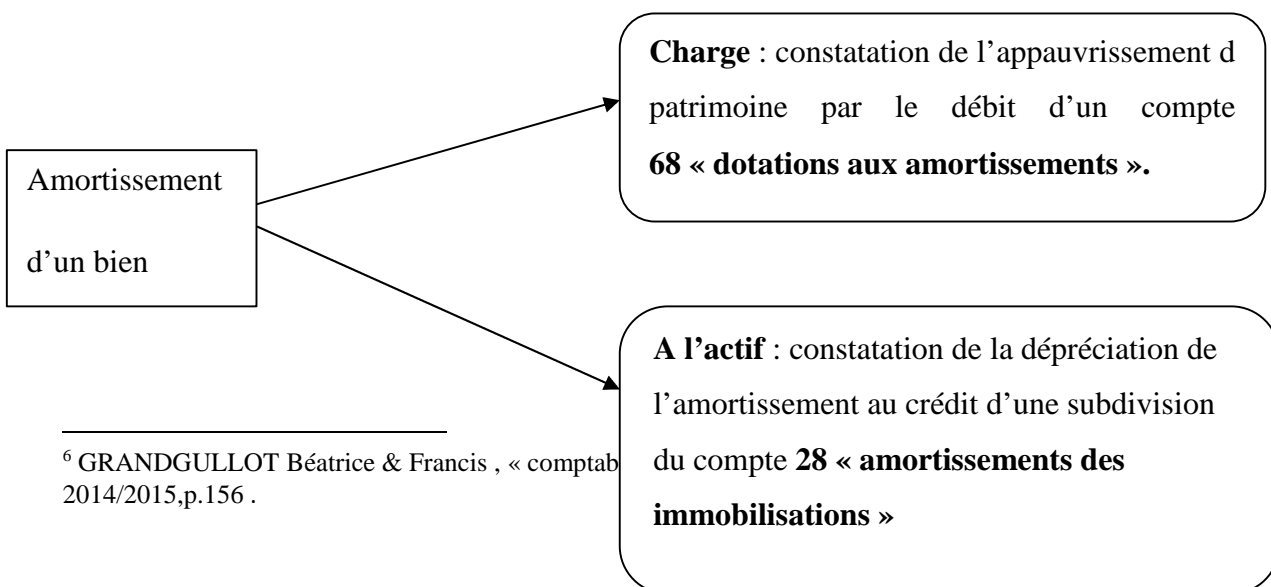 Charge : constatation de l’appauvrissement d
patrimoine par le débit d’un compte
68 « dotations aux amortissements ».
Amortissement
d’un bien
A l’actif : constatation de la dépréciation de
l’amortissement au crédit d’une subdivision
du compte 28 « amortissements des
immobilisations »
6 GRANDGULLOT Béatrice & Francis , « comptab
2014/2015,p.156 .